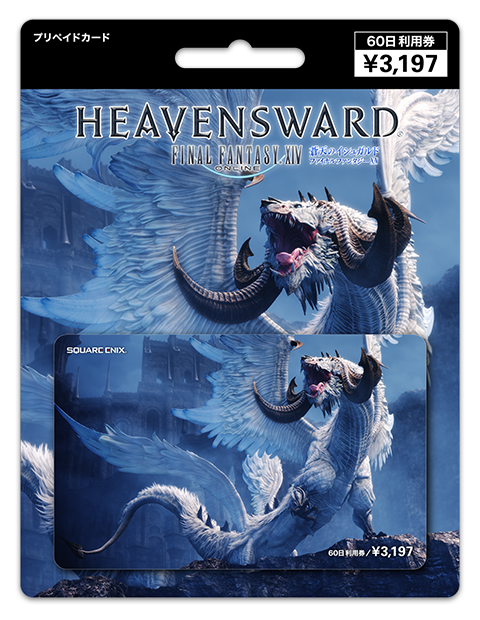 プリペイドカード
60日利用券
¥3,197
HEAVENSWARD
FINAL FANTASY XIV
ONLINE
蒼天のイシュガルド
ファイナルファンタジーXIV
SQUARE ENIX
60日利用券/¥3,197